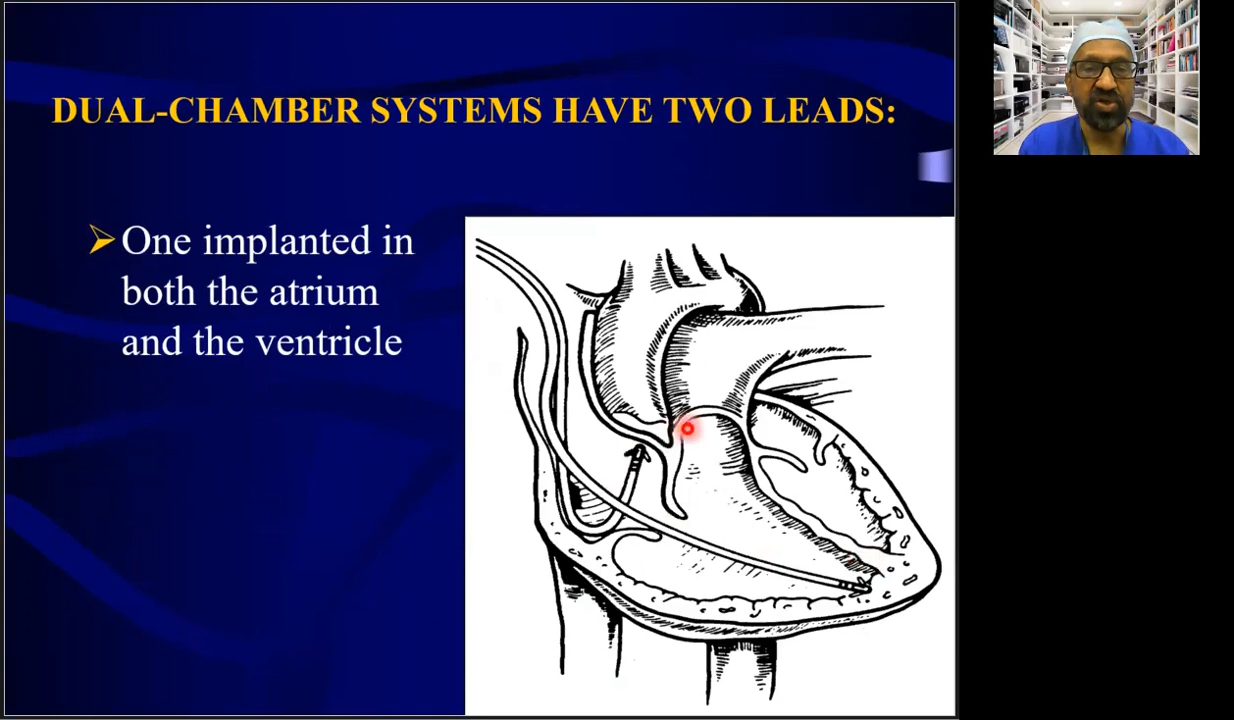 DUAL-CHAMBER SYSTEMS HAVE TWO LEADS:
One implanted in
both the atrium
and the ventricle